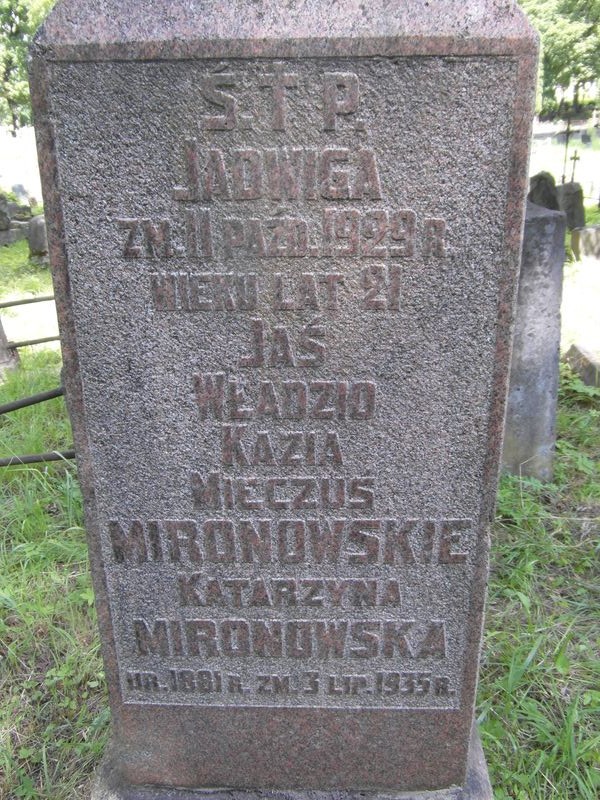 Ś.T P.
JADWIGA
ZM. 11 PAŹD. 1929 R.
WIEKU LAT 21
JAŚ
WŁADZIO
KAZIA
MIECZUŚ
MIRONOWSKIE
KATARZYNA
MIRONOWSKA
UR. 1881 R. ZM. 3 LIP. 1935 R.